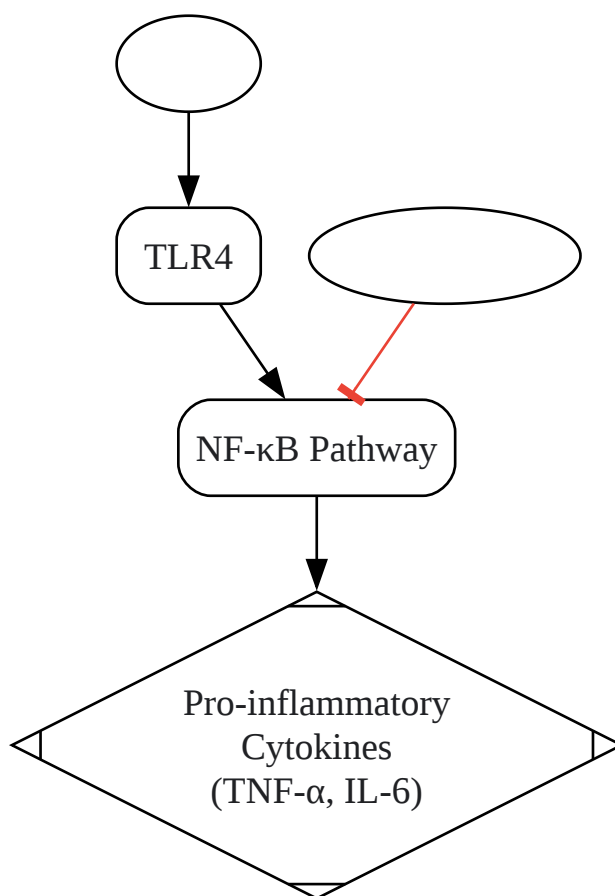 TLR4
NF-κB Pathway
Pro-inflammatory
Cytokines
(TNF-α, IL-6)